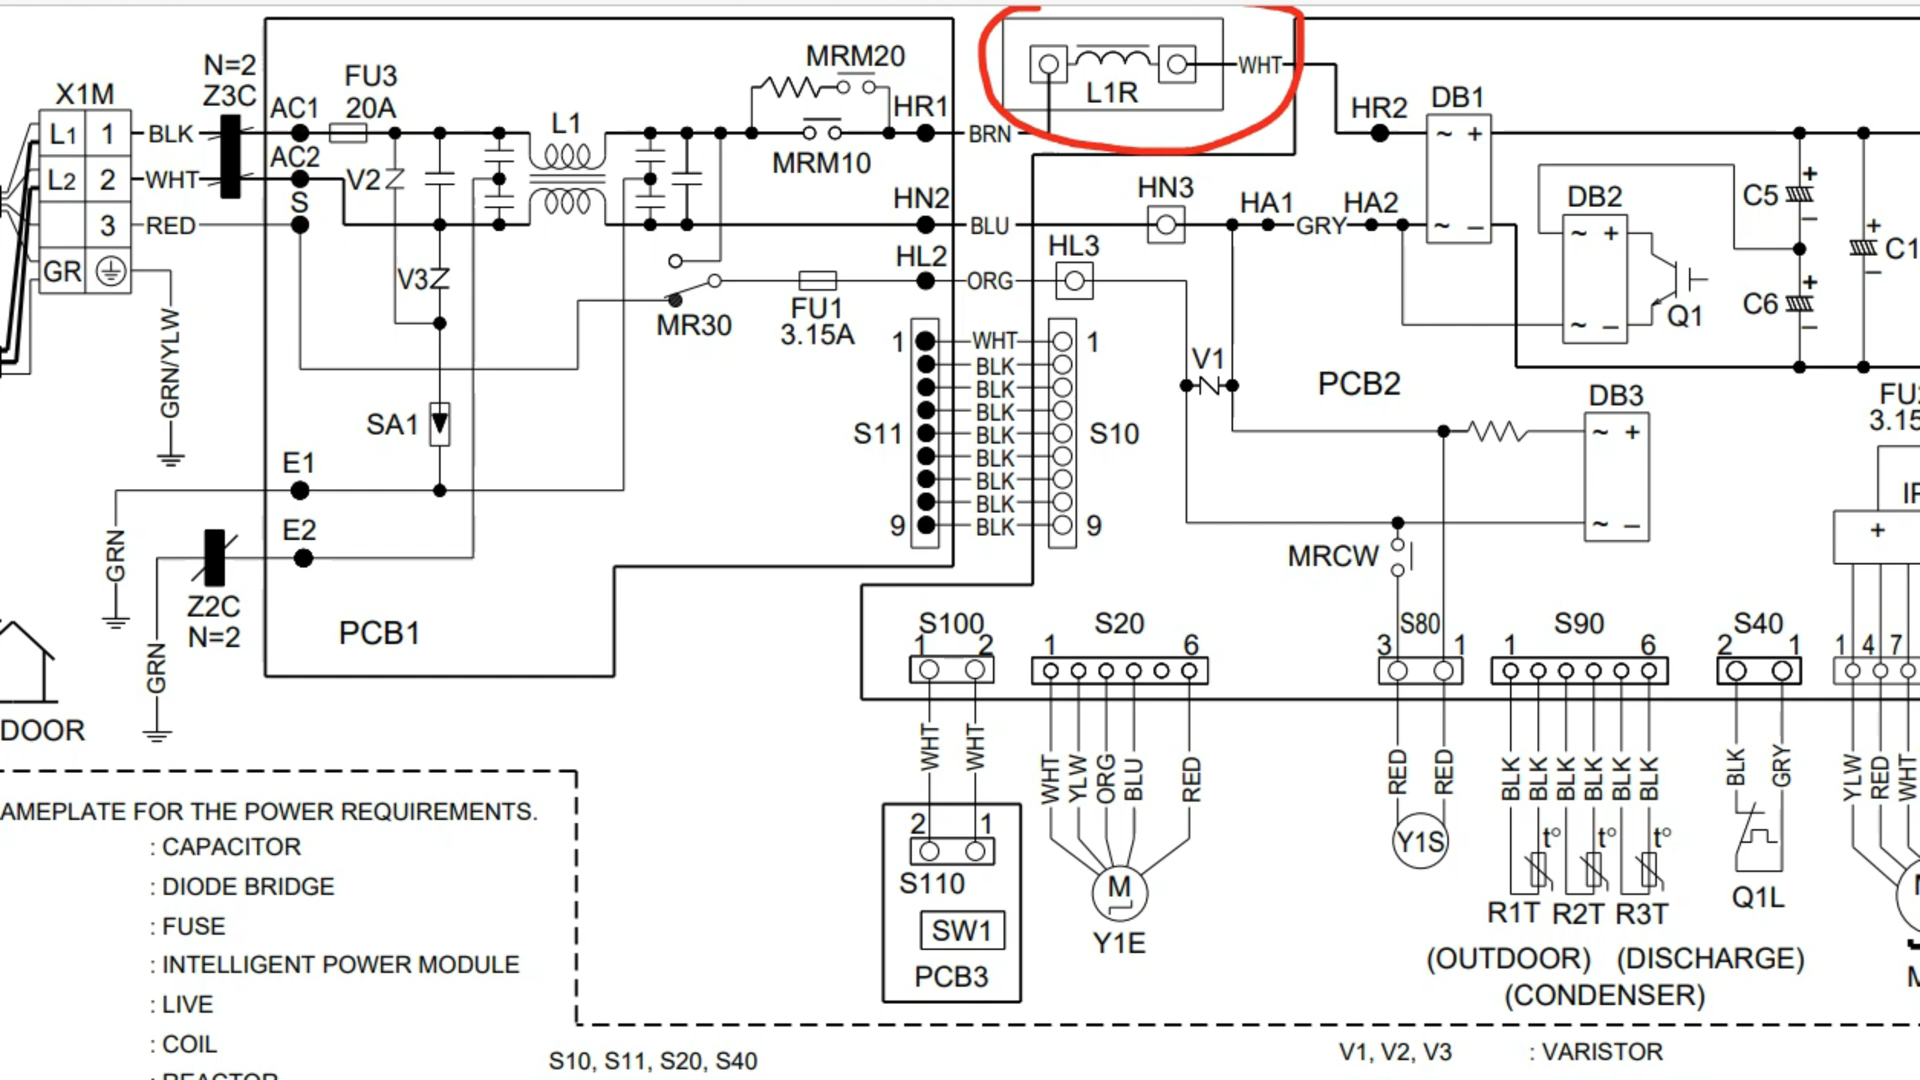 MRM20
N=2
Z3C
FU3
20A
X1M
AC1
L1
HR1
L1R
WHT
HR2
DB1
L1 1 BLK
BRN
~ +
MRM10
AC2
L2 2 WHT
V2
S
HN2
HN3
HA1 GRY HA2
DB2
C5 +
–
3 RED
BLU
~ –
~ +
+
C1
–
HL2
HL3
GR
V3
ORG
FU1
3.15A
MR30
C6 +
–
Q1
~ –
GRN/YLW
1 WHT 1
BLK
BLK
BLK
S11 BLK S10
BLK
BLK
BLK
9 BLK 9
V1
PCB2
DB3
~ +
~ –
3.15
SA1
E1
E2
GRN
GRN
Z2C
N=2
PCB1
MRCW
+
S100
1 2
S20
1 6
S80
3 1
S90
1 6
S40
2 1
1 4 7
DOOR
WHT WHT
WHT YLW ORG BLU RED
RED RED
BLK BLK BLK BLK BLK BLK
BLK GRY
YLW RED WHT
2 1
S110
SW1
PCB3
M
Y1E
Y1S
t° t° t°
R1T R2T R3T
Q1L
(OUTDOOR) (DISCHARGE)
(CONDENSER)
AMEPLATE FOR THE POWER REQUIREMENTS.
: CAPACITOR
: DIODE BRIDGE
: FUSE
: INTELLIGENT POWER MODULE
: LIVE
: COIL
S10, S11, S20, S40
V1, V2, V3 : VARISTOR